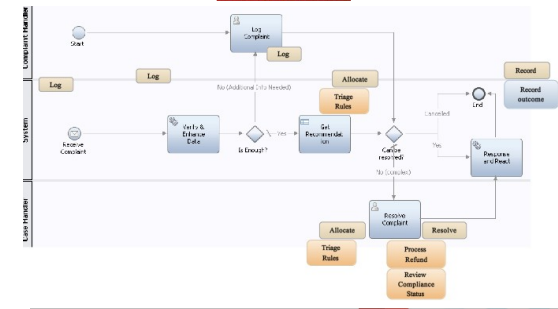 Complaint Handler
Start
Log
Complaint
Log
Log
Log
No (Additional Info Needed)
Allocate
Triage
Rules
Record
Record
outcome
System
Receive
Complaint
Verify &
Enhance
Data
Is Enough?
Yes
Get
Recommendat
ion
Can be
resolved?
Cancelled
Yes
End
Response
and React
No (complex)
Case Handler
Resolve
Complaint
Allocate
Triage
Rules
Resolve
Process
Refund
Review
Compliance
Status